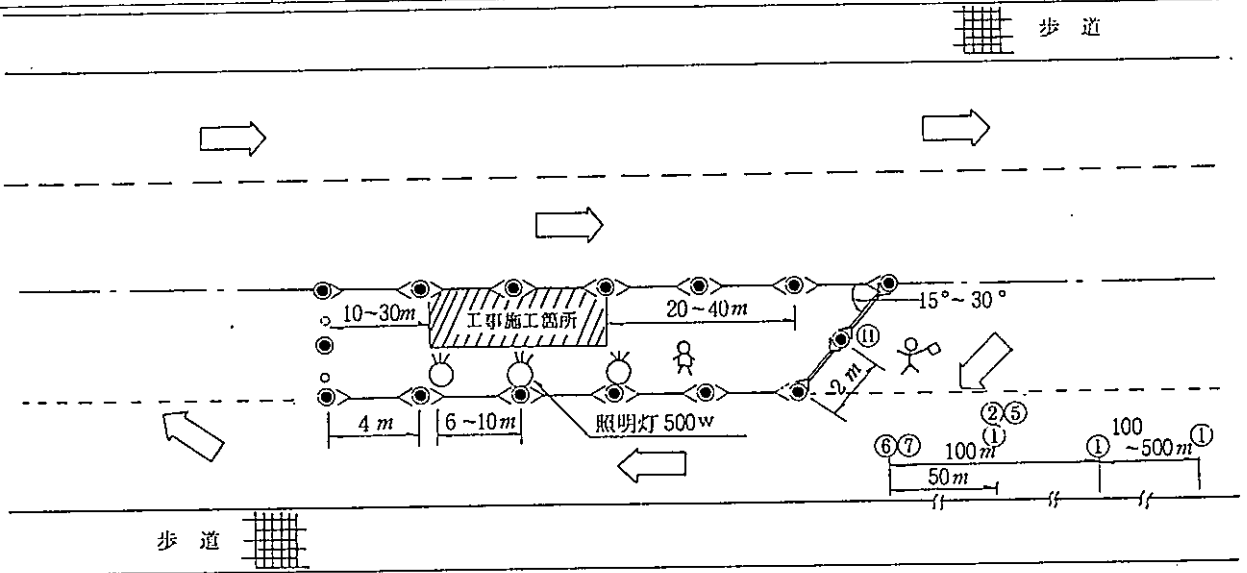 歩 道
10~30m
工事施工箇所
20~40m
15°~30°
⑪
2m
4m
6~10m
照明灯 500w
②⑤
①
⑥⑦
100m
①
100
~500m
①
50m
歩 道